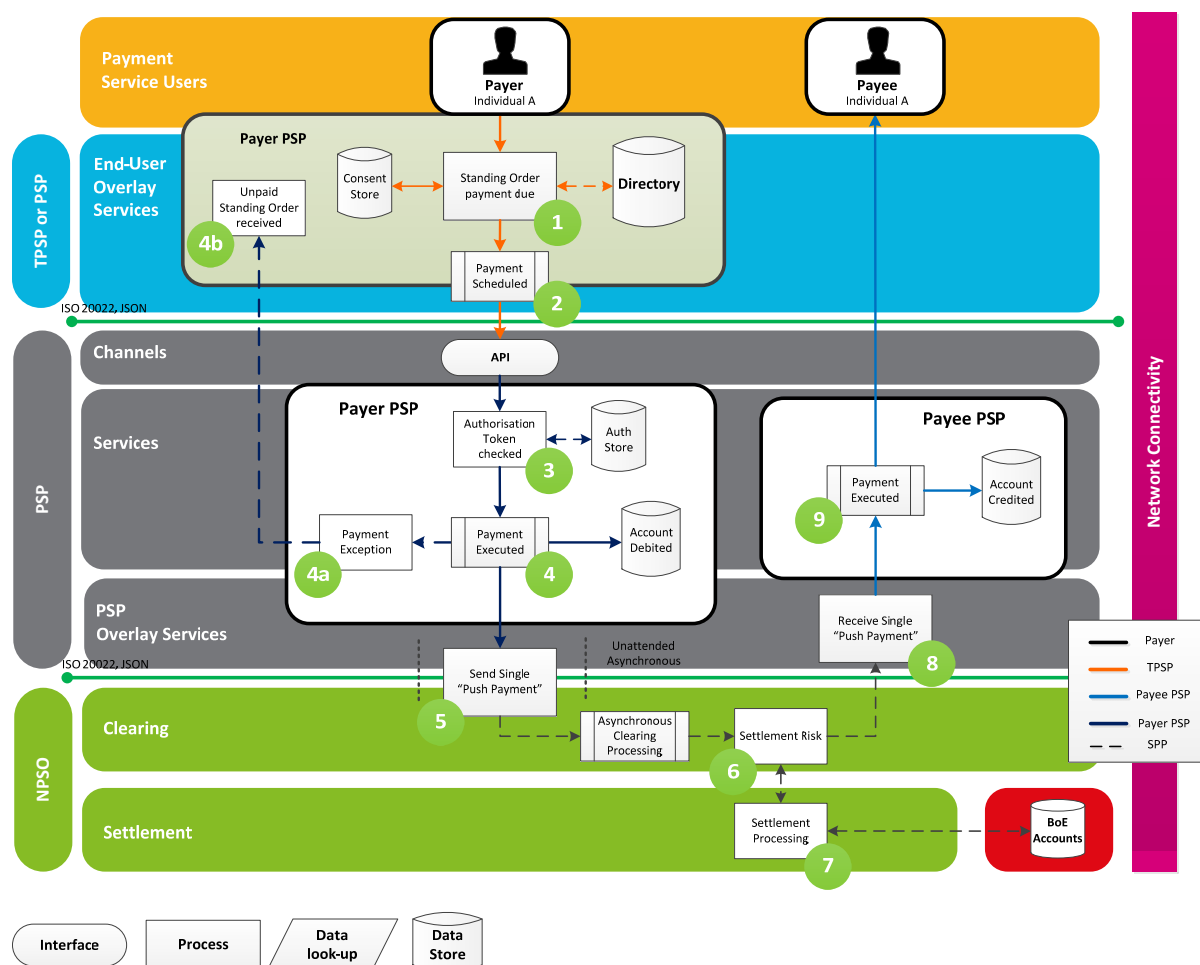 Payment
Service Users
Payer
Individual A
Payee
Individual A
TPSP or PSP
End-User
Overlay
Services
Payer PSP
Consent
Store
Standing Order
payment due
Directory
1
Unpaid
Standing Order
received
4b
Payment
Scheduled
2
ISO 20022, JSON
PSP
Channels
API
Services
Payer PSP
Authorisation
Token
checked
Auth
Store
3
Payment
Exception
4a
Payment
Executed
4
Account
Debited
Payee PSP
Payment
Executed
9
Account
Credited
Network Connectivity
PSP
Overlay Services
Unattended
Asynchronous
Receive Single
“Push Payment”
8
ISO 20022, JSON
Send Single
“Push Payment”
5
Payer
TPSP
Payee PSP
Payer PSP
SPP
NPSO
Clearing
Asynchronous
Clearing
Processing
Settlement Risk
6
Settlement
Settlement
Processing
7
BoE
Accounts
Interface
Process
Data
look-up
Data
Store